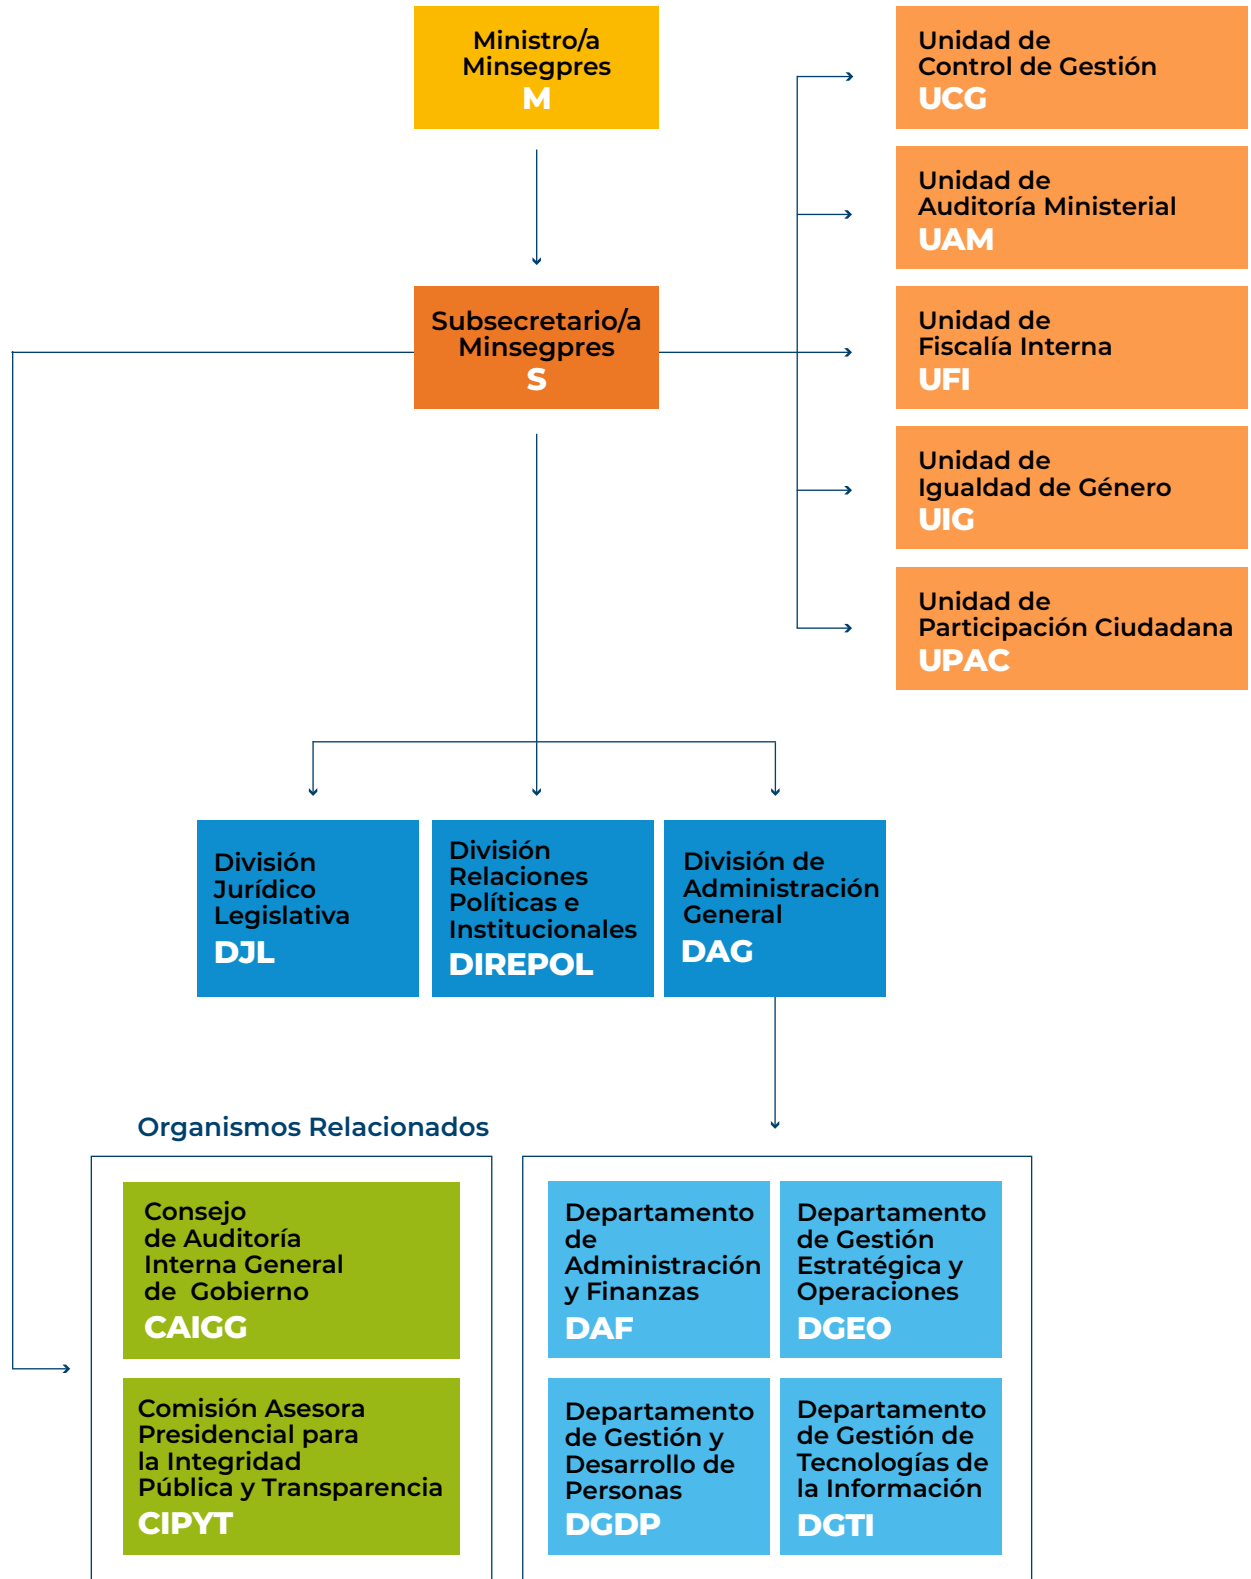 Ministro/a
Minsegpres
M
Unidad de
Control de Gestión
UCG
Unidad de
Auditoría Ministerial
UAM
Subsecretario/a
Minsegpres
S
Unidad de
Fiscalía Interna
UFI
Unidad de
Igualdad de Género
UIG
Unidad de
Participación Ciudadana
UPAC
División
Jurídico
Legislativa
DJL
División
Relaciones
Políticas e
Institucionales
DIREPOL
División de
Administración
General
DAG
Organismos Relacionados
Consejo
de Auditoría
Interna General
de Gobierno
CAIGG
Comisión Asesora
Presidencial para
la Integridad
Pública y Transparencia
CIPYT
Departamento
de
Administración
y Finanzas
DAF
Departamento
de Gestión
Estratégica y
Operaciones
DGEO
Departamento
de Gestión y
Desarrollo de
Personas
DGDP
Departamento
de Gestión de
Tecnologías de
la Información
DGTI